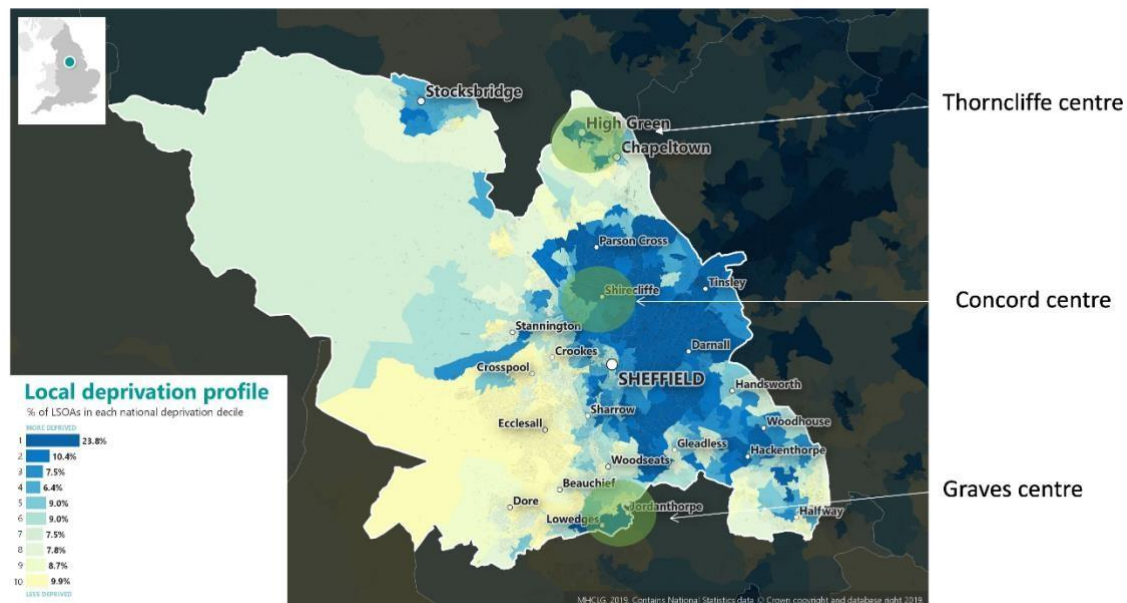 Stocksbridge
High Green
Chapeltown
Thorncliffe centre
Parson Cross
Shirecliffe
Tinsley
Concord centre
Stannington
Crookes
Darnall
Crosspool
SHEFFIELD
Handsworth
Sharrow
Ecclesall
Woodhouse
Gleadless
Hackenthorpe
Woodseats
Beauchief
Graves centre
Dore
Jordanthorpe
Lowedges
Halfway
Local deprivation profile
% of LSOAs in each national deprivation decile
MORE DEPRIVED
1 23.8%
2 10.4%
3 7.5%
4 6.4%
5 9.0%
6 9.0%
7 7.5%
8 7.8%
9 8.7%
10 9.9%
LESS DEPRIVED
MHCLG, 2019. Contains National Statistics data © Crown copyright and database right 2019